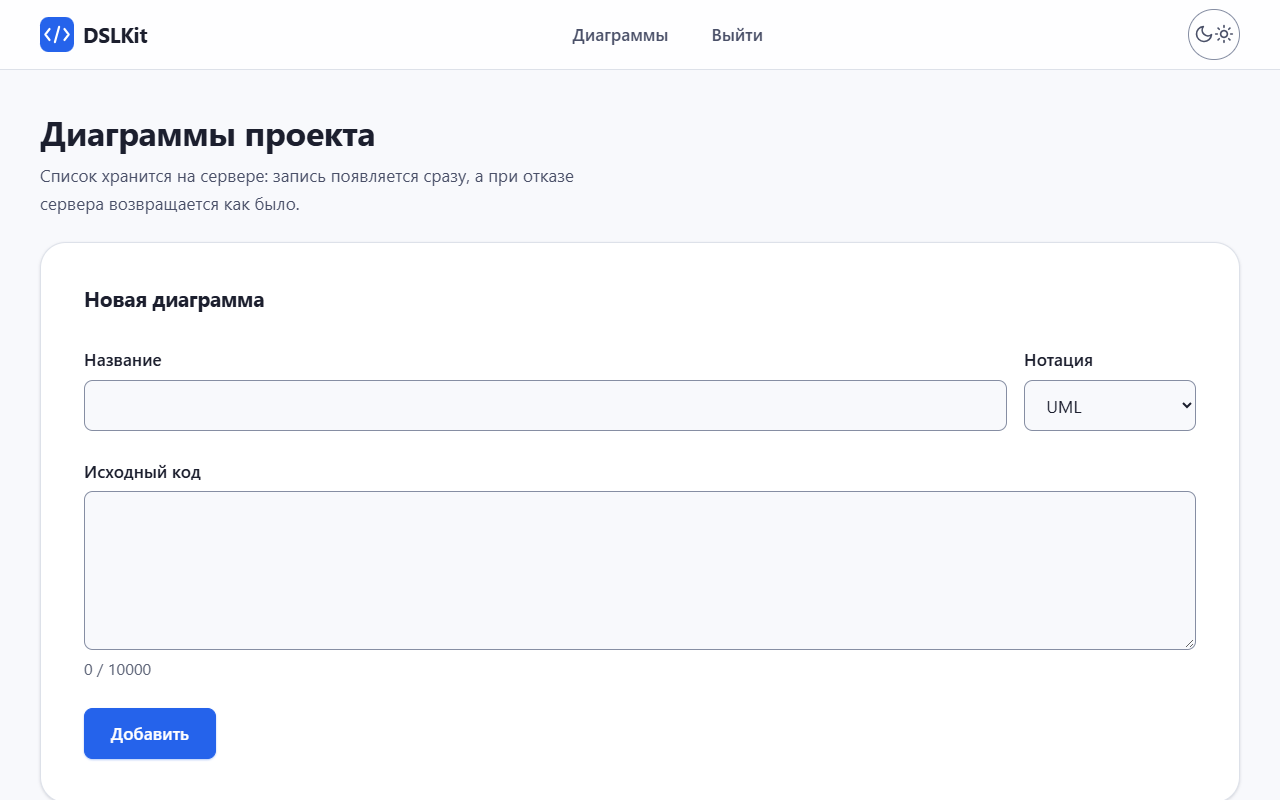 DSLKit
Диаграммы
Выйти
Диаграммы проекта
Список хранится на сервере: запись появляется сразу, а при отказе
сервера возвращается как было.
Новая диаграмма
Название
Нотация
UML
Исходный код
0 / 10000
Добавить